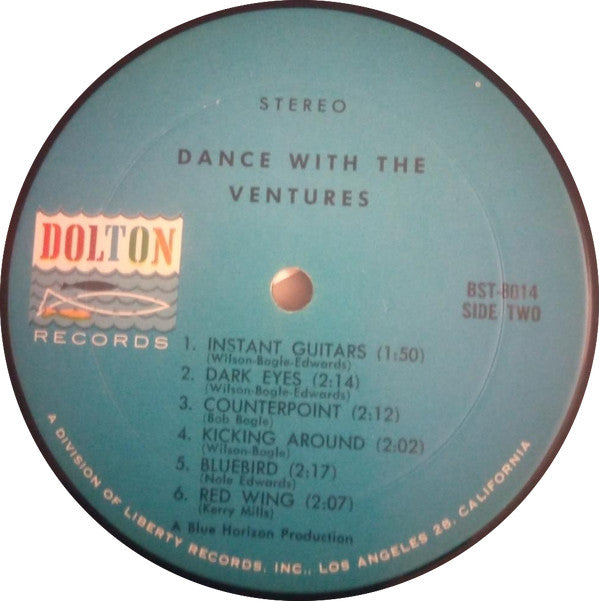 STEREO
DANCE WITH THE
VENTURES
DOLTON
RECORDS
BST-8014
SIDE TWO
1. INSTANT GUITARS (1:50)
(Wilson-Bogle-Edwards)
2. DARK EYES (2:14)
(Wilson-Bogle-Edwards)
3. COUNTERPOINT (2:12)
(Bob Bogle)
4. KICKING AROUND (2:02)
(Wilson-Bogle)
5. BLUEBIRD (2:17)
(Nole Edwards)
6. RED WING (2:07)
(Kerry Mills)
A Blue Horizon Production
A DIVISION OF LIBERTY RECORDS, INC., LOS ANGELES 28, CALIFORNIA